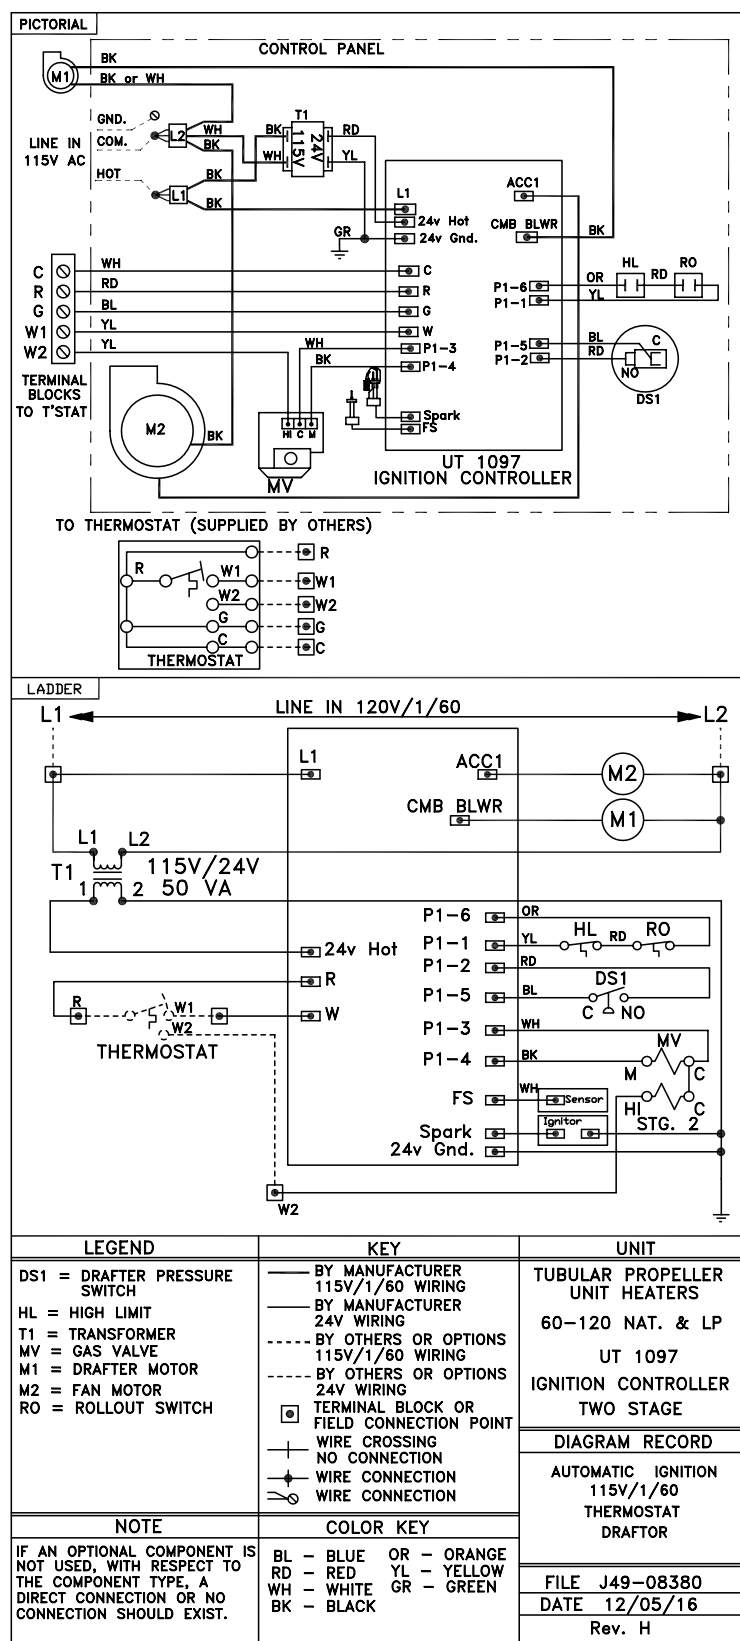 PICTORIAL
CONTROL PANEL
BK
M1
BK or WH
GND.
COM.
LINE IN
115V AC
HOT
L2
WH
BK
L1
BK
BK
T1
BK
WH
115V
24V
RD
YL
GR
L1
24v Hot
24v Gnd.
ACC1
CMB BLWR
BK
C
R
G
W1
W2
WH
RD
BL
YL
YL
C
R
G
W
P1-3
P1-4
WH
BK
P1-6
P1-1
OR
YL
HL
RD
RO
P1-5
P1-2
BL
RD
C
NO
DS1
TERMINAL
BLOCKS
TO T'STAT
M2
BK
HI C M
MV
Spark
FS
UT 1097
IGNITION CONTROLLER
TO THERMOSTAT (SUPPLIED BY OTHERS)
R
W1
W2
G
C
THERMOSTAT
R
W1
W2
G
C
LADDER
L1
LINE IN 120V/1/60
L2
L1
ACC1
M2
CMB BLWR
M1
L1
L2
T1
115V/24V
1
2
50 VA
P1-6
OR
24v Hot
P1-1
YL
HL
RD
RO
P1-2
RD
R
P1-5
BL
DS1
C
NO
R
W1
W2
W
THERMOSTAT
P1-3
WH
P1-4
BK
MV
M
C
FS
WH
Sensor
HI
C
STG. 2
Spark
Ignitor
24v Gnd.
W2
LEGEND
DS1 = DRAFTER PRESSURE
SWITCH
HL = HIGH LIMIT
T1 = TRANSFORMER
MV = GAS VALVE
M1 = DRAFTER MOTOR
M2 = FAN MOTOR
RO = ROLLOUT SWITCH
KEY
BY MANUFACTURER
115V/1/60 WIRING
BY MANUFACTURER
24V WIRING
BY OTHERS OR OPTIONS
115V/1/60 WIRING
BY OTHERS OR OPTIONS
24V WIRING
TERMINAL BLOCK OR
FIELD CONNECTION POINT
WIRE CROSSING
NO CONNECTION
WIRE CONNECTION
WIRE CONNECTION
UNIT
TUBULAR PROPELLER
UNIT HEATERS
60-120 NAT. & LP
UT 1097
IGNITION CONTROLLER
TWO STAGE
DIAGRAM RECORD
AUTOMATIC IGNITION
115V/1/60
THERMOSTAT
DRAFTOR
NOTE
IF AN OPTIONAL COMPONENT IS
NOT USED, WITH RESPECT TO
THE COMPONENT TYPE, A
DIRECT CONNECTION OR NO
CONNECTION SHOULD EXIST.
COLOR KEY
BL - BLUE OR - ORANGE
RD - RED YL - YELLOW
WH - WHITE GR - GREEN
BK - BLACK
FILE J49-08380
DATE 12/05/16
Rev. H